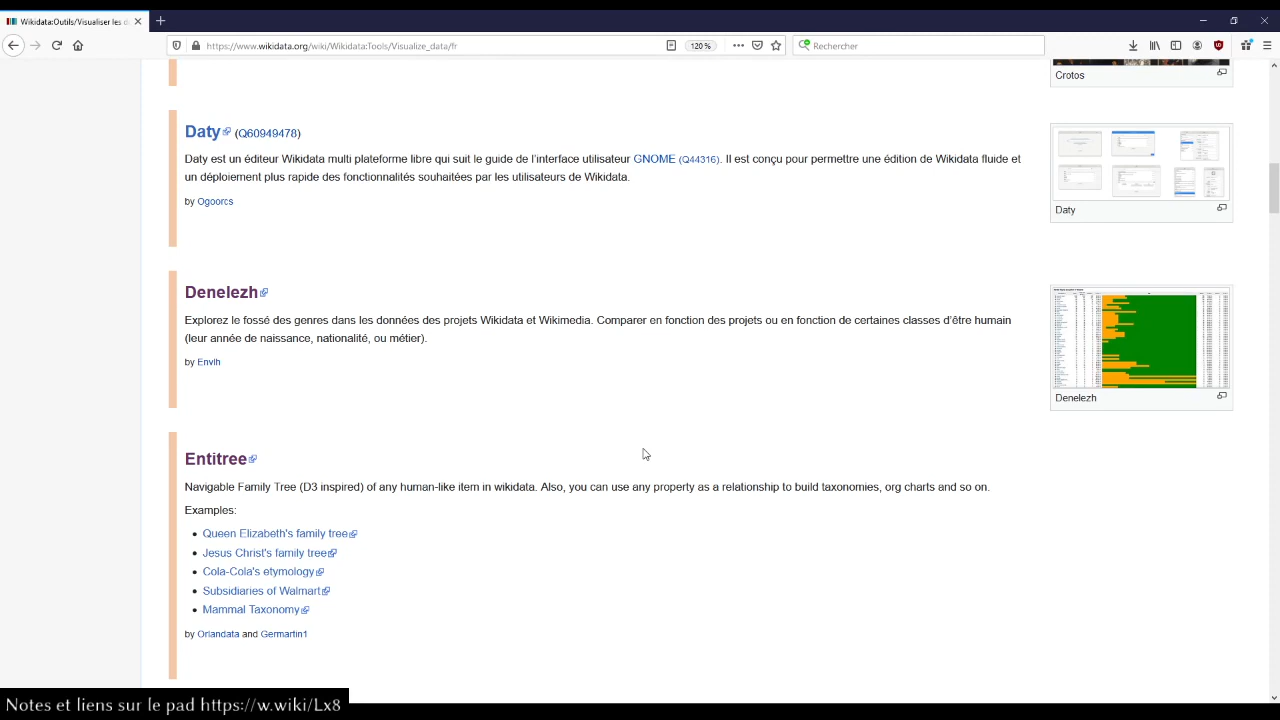 Wikidata:Outils/Visualiser les d
https://www.wikidata.org/wiki/Wikidata:Tools/Visualize_data/fr
120 %
Rechercher
Crotos
Daty (Q60949478)
Daty est un éditeur Wikidata multi plateforme libre qui suit le guide de l'interface utilisateur GNOME (Q44316). Il est conçu pour permettre une édition de Wikidata fluide et
un déploiement plus rapide des fonctionnalités souhaitées par les utilisateurs de Wikidata.
by Ogoorcs
Daty
Denelezh
Explorez le fossé des genres dans les données des projets Wikidata et Wikimedia. Comparer en fonction des projets ou en fonction de certaines classes d'être humain
(leur année de naissance, nationalité, ou métier).
by Envlh
Denelezh
Entitree
Navigable Family Tree (D3 inspired) of any human-like item in wikidata. Also, you can use any property as a relationship to build taxonomies, org charts and so on.
Examples:
Queen Elizabeth's family tree
Jesus Christ's family tree
Cola-Cola's etymology
Subsidiaries of Walmart
Mammal Taxonomy
by Orlandata and Germartin1
Notes et liens sur le pad https://w.wiki/Lx8